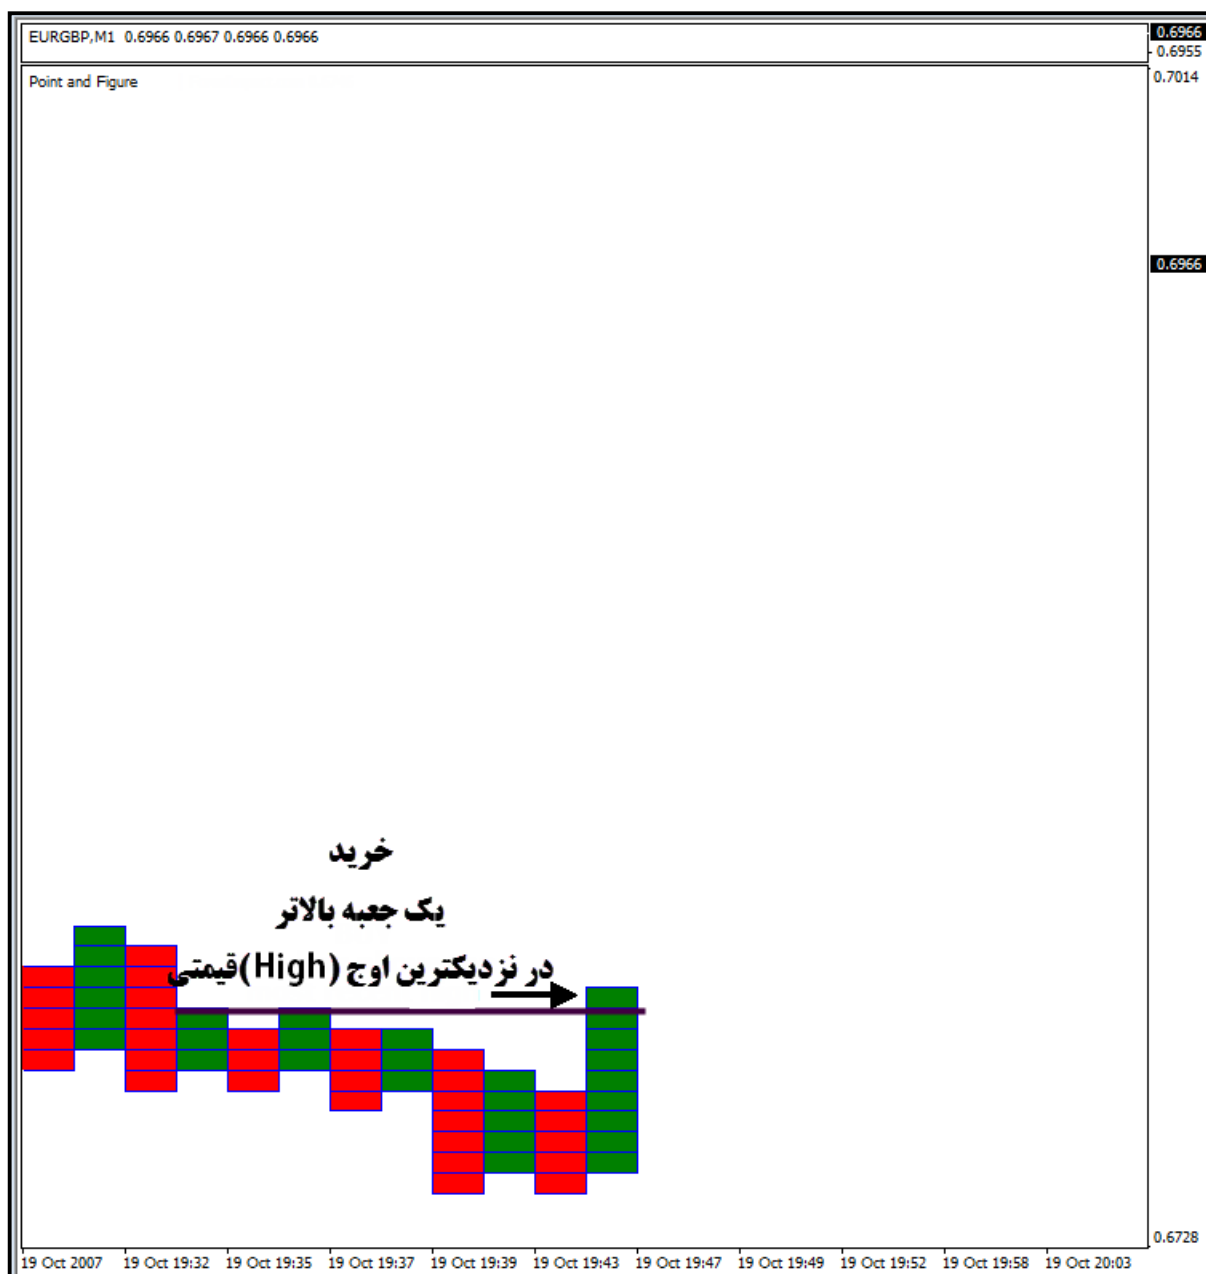 EURGBP,M1 0.6966 0.6967 0.6966 0.6966
0.6966
0.6955
Point and Figure
0.7014
0.6966
خرید
یک جعبه بالاتر
در نزدیکترین اوج (High)قیمتی
0.6728
19 Oct 2007 19 Oct 19:32 19 Oct 19:35 19 Oct 19:37 19 Oct 19:39 19 Oct 19:43 19 Oct 19:47 19 Oct 19:49 19 Oct 19:52 19 Oct 19:58 19 Oct 20:03